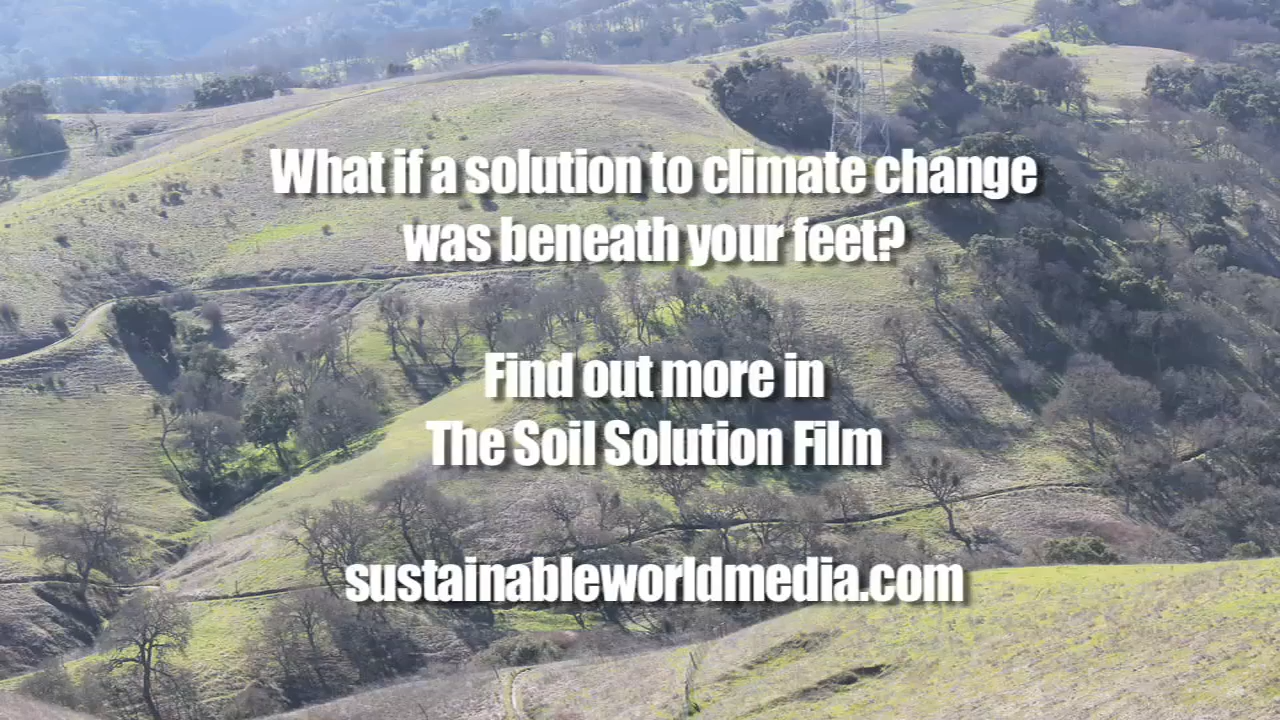 What if a solution to climate change
was beneath your feet?
Find out more in
The Soil Solution Film
sustainableworldmedia.com